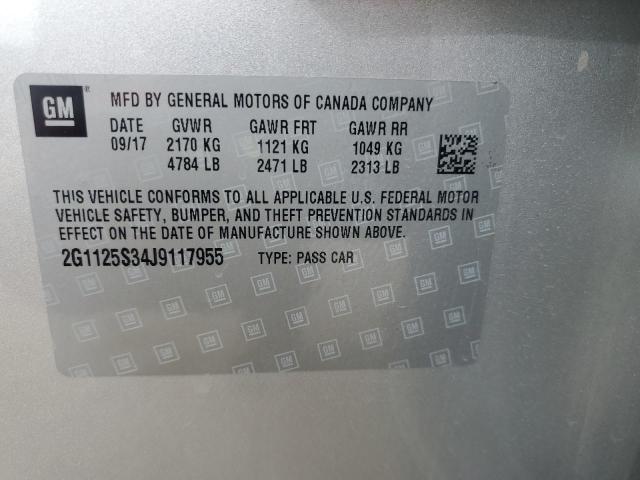 GM ®
MFD BY GENERAL MOTORS OF CANADA COMPANY
DATE GVWR GAWR FRT GAWR RR
09/17 2170 KG 1121 KG 1049 KG
4784 LB 2471 LB 2313 LB
THIS VEHICLE CONFORMS TO ALL APPLICABLE U.S. FEDERAL MOTOR
VEHICLE SAFETY, BUMPER, AND THEFT PREVENTION STANDARDS IN
EFFECT ON THE DATE OF MANUFACTURE SHOWN ABOVE.
2G1125S34J9117955 TYPE: PASS CAR